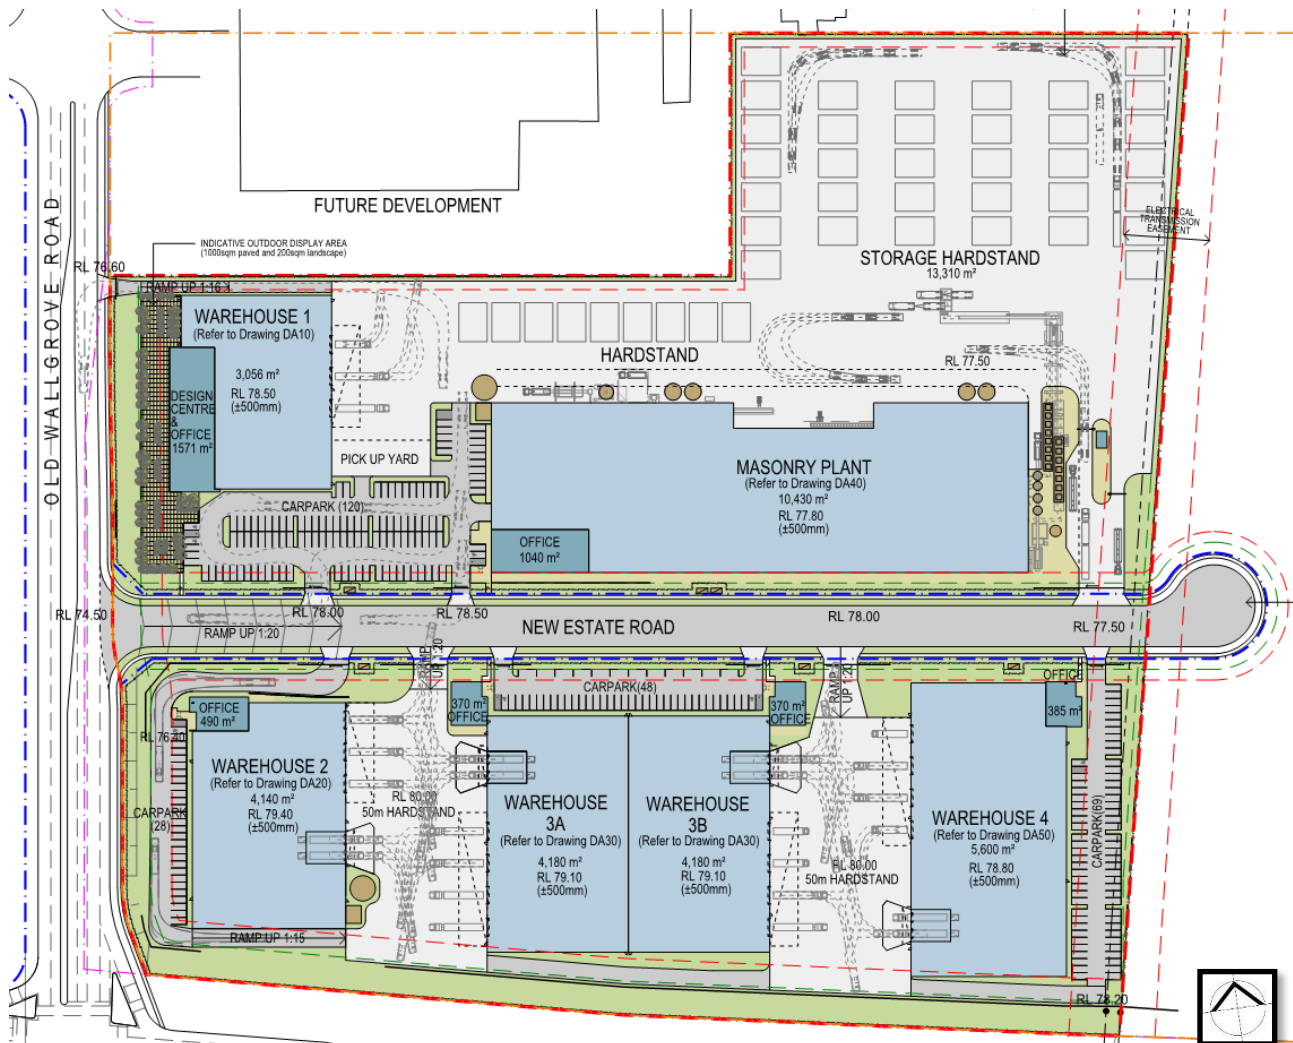 FUTURE DEVELOPMENT
INDICATIVE OUTDOOR DISPLAY AREA
(1000sqm paved and 200sqm landscape)
OLD WALLGROVE ROAD
RL 76.60
RAMP UP 1:16
ELECTRICAL
TRANSMISSION
EASEMENT
STORAGE HARDSTAND
13,310 m²
WAREHOUSE 1
(Refer to Drawing DA10)
3,056 m²
RL 78.50
(±500mm)
DESIGN
CENTRE
&
OFFICE
1571 m²
HARDSTAND
RL 77.50
PICK UP YARD
CARPARK (120)
MASONRY PLANT
(Refer to Drawing DA40)
10,430 m²
RL 77.80
(±500mm)
OFFICE
1040 m²
RL 74.50
RL 78.00
RL 78.50
RAMP UP 1:20
NEW ESTATE ROAD
RL 78.00
RL 77.50
RAMP
UP 1:20
RAMP
UP 1:20
CARPARK(48)
OFFICE
490 m²
370 m²
OFFICE
370 m²
OFFICE
OFFICE
385 m²
RL 76.40
WAREHOUSE 2
(Refer to Drawing DA20)
4,140 m²
RL 79.40
(±500mm)
CARPARK
(28)
RL 80.00
50m HARDSTAND
WAREHOUSE
3A
(Refer to Drawing DA30)
4,180 m²
RL 79.10
(±500mm)
WAREHOUSE
3B
(Refer to Drawing DA30)
4,180 m²
RL 79.10
(±500mm)
RL 80.00
50m HARDSTAND
WAREHOUSE 4
(Refer to Drawing DA50)
5,600 m²
RL 78.80
(±500mm)
CARPARK(69)
RAMP UP 1:15
RL 78.20